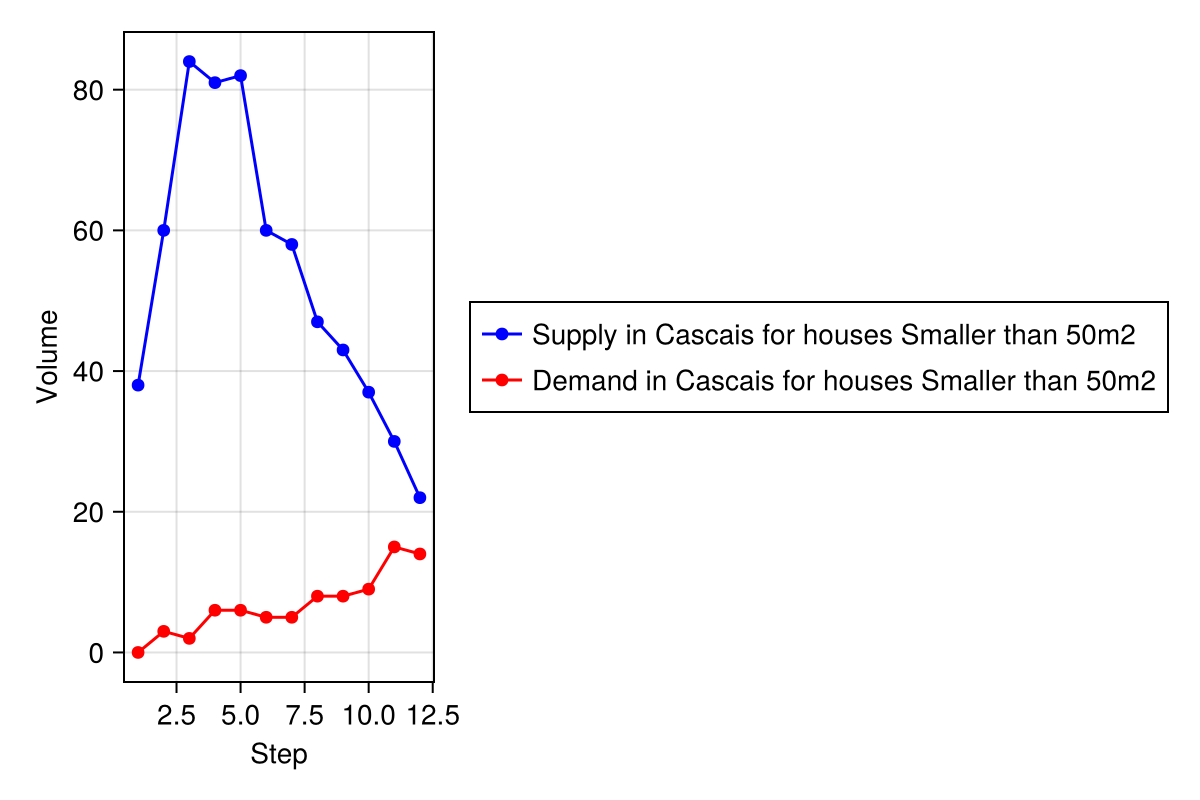 80
60
40
20
0
Volume
2.5 5.0 7.5 10.0 12.5
Step
Supply in Cascais for houses Smaller than 50m2
Demand in Cascais for houses Smaller than 50m2